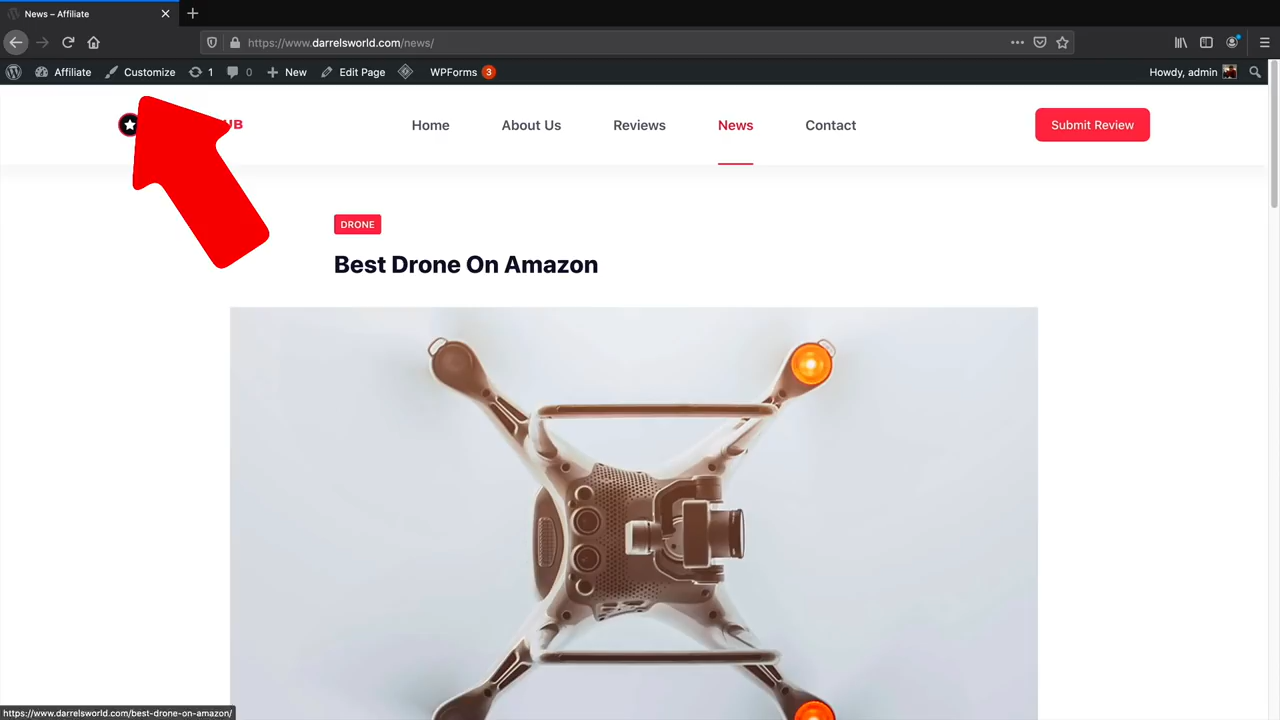 News – Affiliate
https://www.darrelsworld.com/news/
Affiliate Customize 1 0 New Edit Page WPForms 3 Howdy, admin
UB Home About Us Reviews News Contact Submit Review
DRONE
Best Drone On Amazon
https://www.darrelsworld.com/best-drone-on-amazon/